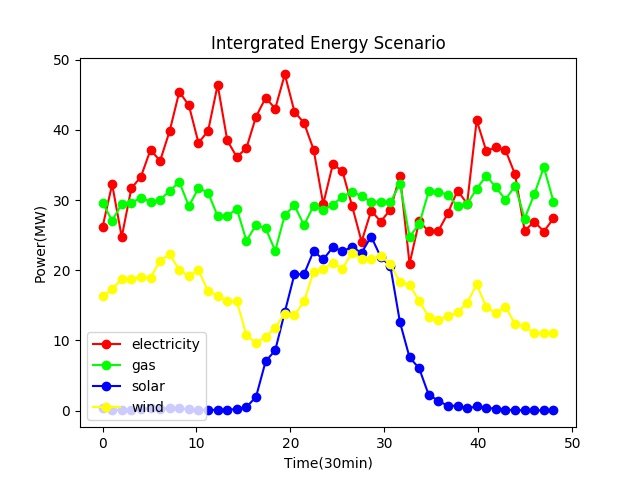 Intergrated Energy Scenario
50
40
30
20
10
0
Power(MW)
electricity
gas
solar
wind
0 10 20 30 40 50
Time(30min)